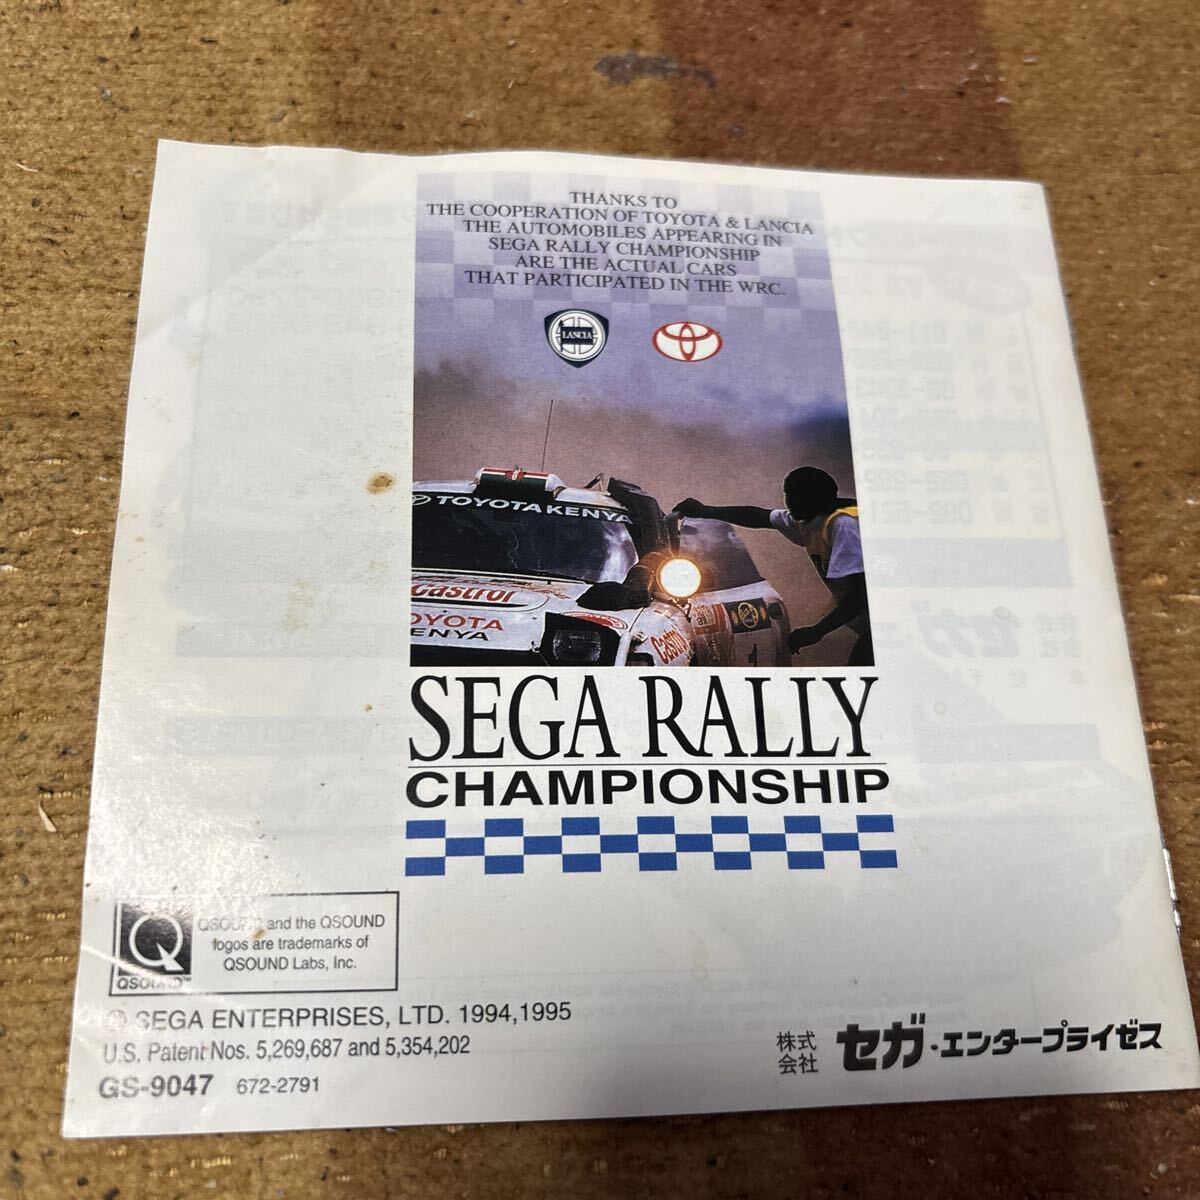 THANKS TO
THE COOPERATION OF TOYOTA & LANCIA
THE AUTOMOBILES APPEARING IN
SEGA RALLY CHAMPIONSHIP
ARE THE ACTUAL CARS
THAT PARTICIPATED IN THE WRC.
LANCIA
TOYOTA KENYA
Castrol
TOYOTA
KENYA
Castrol
SEGA RALLY
CHAMPIONSHIP
Q
QSOUND™
QSOUND and the QSOUND
logos are trademarks of
QSOUND Labs, Inc.
© SEGA ENTERPRISES, LTD. 1994,1995
U.S. Patent Nos. 5,269,687 and 5,354,202
GS-9047 672-2791
株式会社 セガ・エンタープライゼス